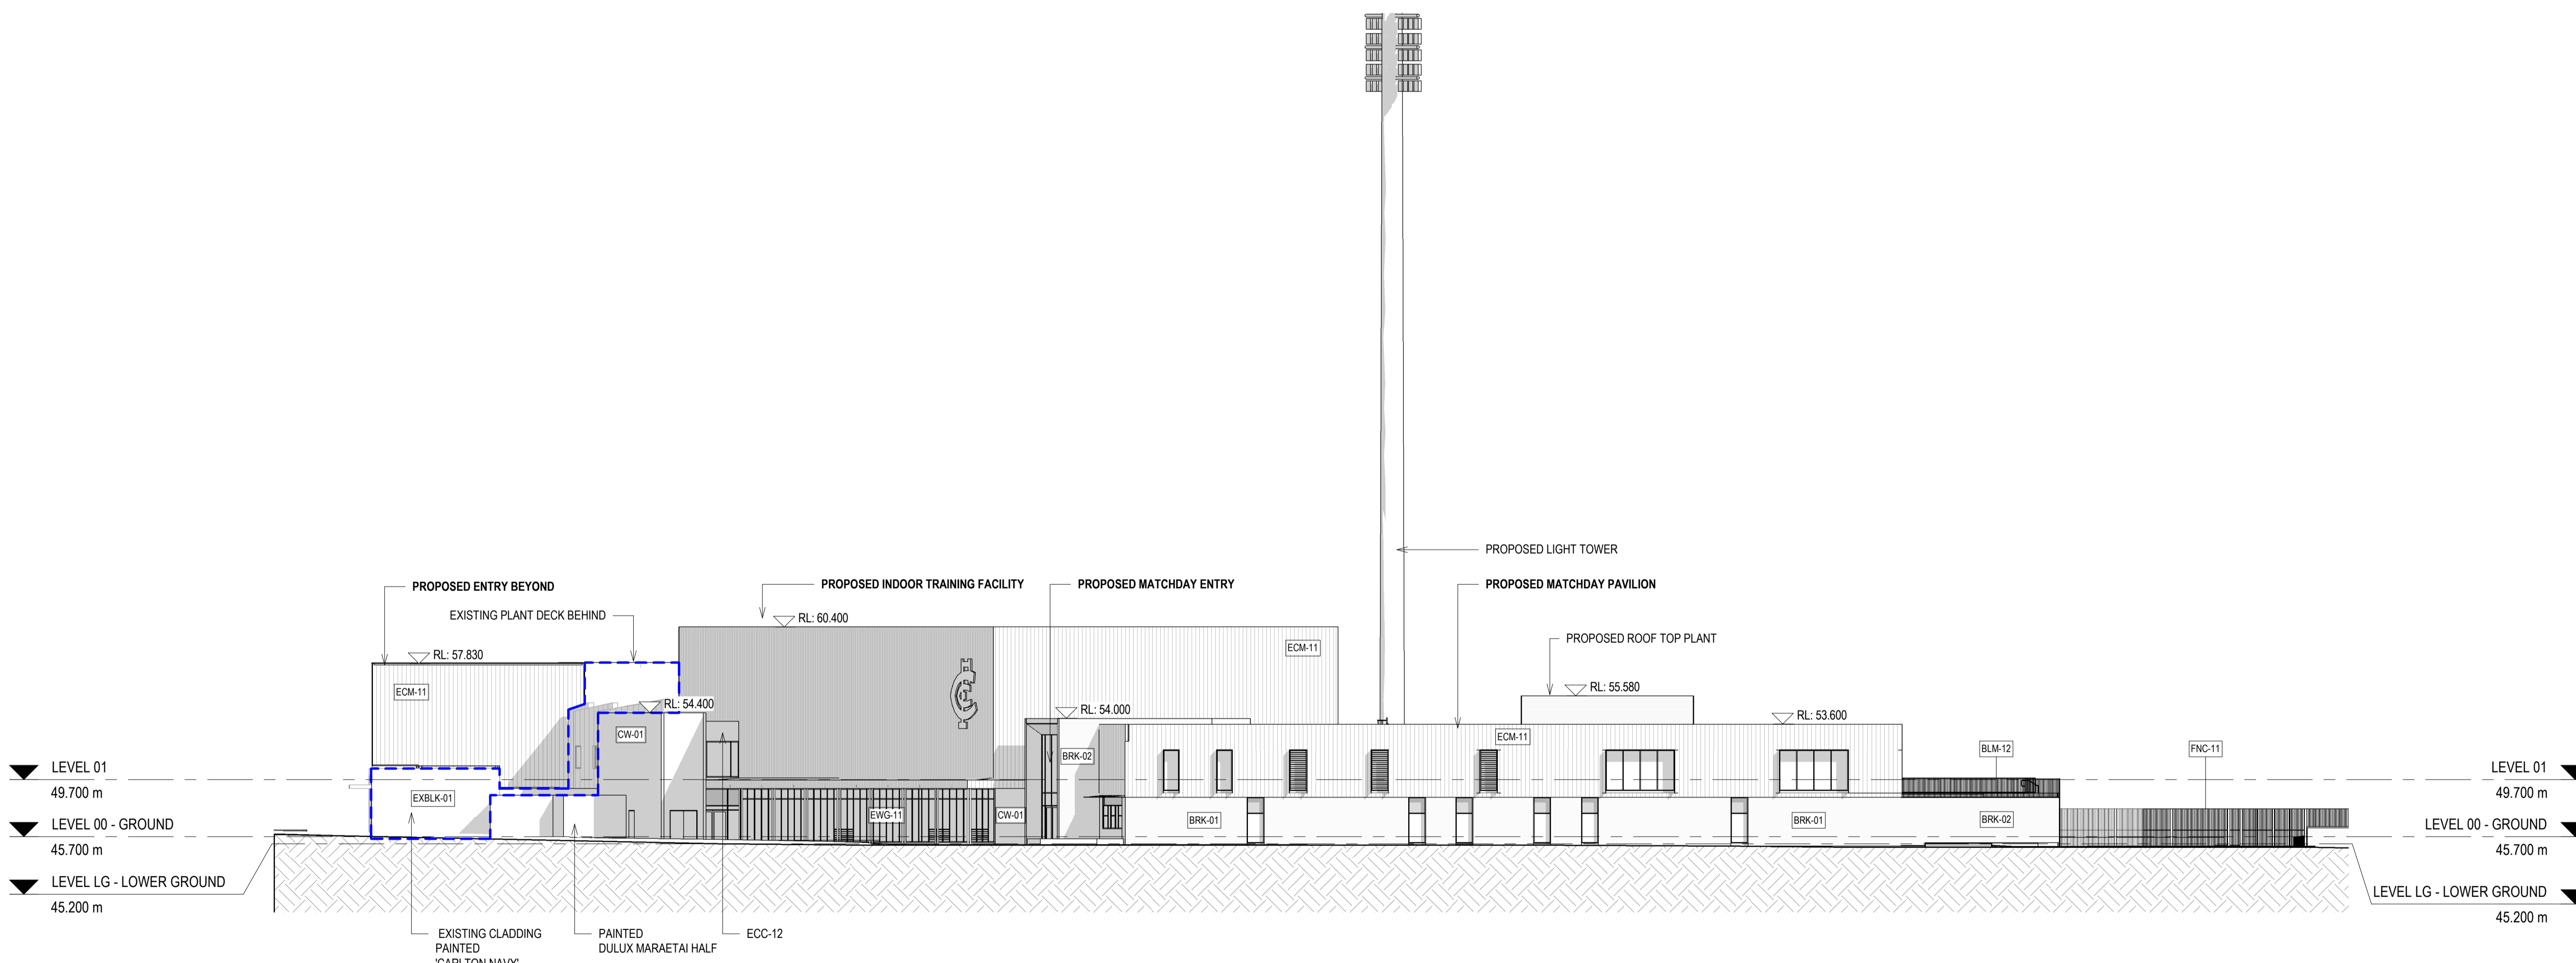 PROPOSED LIGHT TOWER
PROPOSED ENTRY BEYOND
PROPOSED INDOOR TRAINING FACILITY
PROPOSED MATCHDAY ENTRY
PROPOSED MATCHDAY PAVILION
EXISTING PLANT DECK BEHIND
RL: 60.400
PROPOSED ROOF TOP PLANT
ECM-11
RL: 57.830
ECM-11
RL: 55.580
RL: 54.400
RL: 54.000
RL: 53.600
CW-01
ECM-11
BRK-02
BLM-12
FNC-11
LEVEL 01
49.700 m
LEVEL 01
49.700 m
EXBLK-01
EWG-11
CW-01
BRK-01
BRK-01
BRK-02
LEVEL 00 - GROUND
45.700 m
LEVEL 00 - GROUND
45.700 m
LEVEL LG - LOWER GROUND
45.200 m
LEVEL LG - LOWER GROUND
45.200 m
EXISTING CLADDING
PAINTED
'CARLTON NAVY'
PAINTED
DULUX MARAETAI HALF
ECC-12